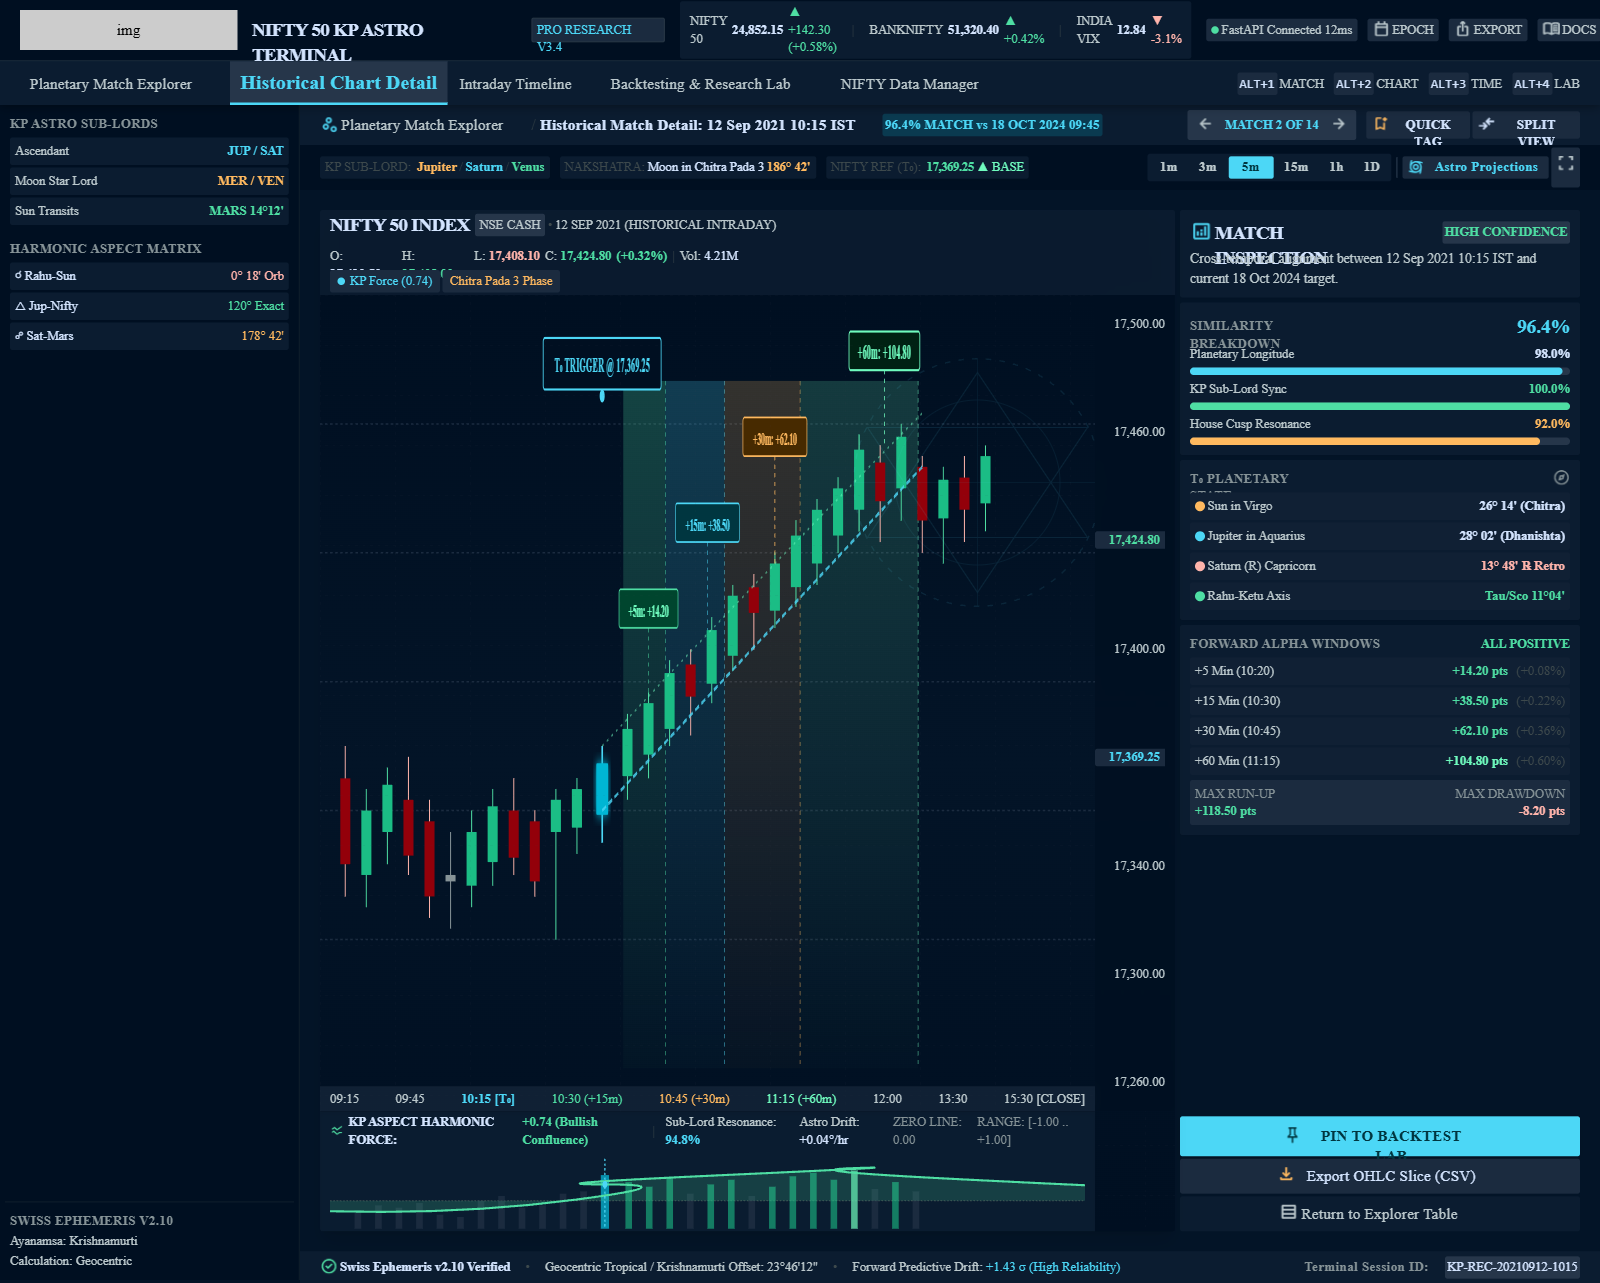 img
NIFTY 50 KP ASTRO
TERMINAL
PRO RESEARCH
V3.4
NIFTY
50
24,852.15
▲
+142.30
(+0.58%)
BANKNIFTY 51,320.40
▲
+0.42%
INDIA
VIX
12.84
▼
-3.1%
FastAPI Connected 12ms
EPOCH
EXPORT
DOCS
Planetary Match Explorer
Historical Chart Detail
Intraday Timeline
Backtesting & Research Lab
NIFTY Data Manager
ALT+1 MATCH
ALT+2 CHART
ALT+3 TIME
ALT+4 LAB
KP ASTRO SUB-LORDS
Ascendant JUP / SAT
Moon Star Lord MER / VEN
Sun Transits MARS 14°12'
HARMONIC ASPECT MATRIX
☌ Rahu-Sun 0° 18' Orb
△ Jup-Nifty 120° Exact
☍ Sat-Mars 178° 42'
SWISS EPHEMERIS V2.10
Ayanamsa: Krishnamurti
Calculation: Geocentric
Planetary Match Explorer / Historical Match Detail: 12 Sep 2021 10:15 IST
96.4% MATCH vs 18 OCT 2024 09:45
MATCH 2 OF 14
QUICK
TAG
SPLIT
VIEW
KP SUB-LORD: Jupiter / Saturn / Venus
NAKSHATRA: Moon in Chitra Pada 3 186° 42'
NIFTY REF (T₀): 17,369.25 ▲ BASE
1m
3m
5m
15m
1h
1D
Astro Projections
NIFTY 50 INDEX
NSE CASH
· 12 SEP 2021 (HISTORICAL INTRADAY)
O:
H:
L: 17,408.10 C: 17,424.80 (+0.32%)
Vol: 4.21M
KP Force (0.74)
Chitra Pada 3 Phase
T₀ TRIGGER @ 17,369.25
+5m: +14.20
+15m: +38.50
+30m: +62.10
+60m: +104.80
17,500.00
17,460.00
17,424.80
17,400.00
17,369.25
17,340.00
17,300.00
17,260.00
09:15
09:45
10:15 [T₀]
10:30 (+15m)
10:45 (+30m)
11:15 (+60m)
12:00
13:30
15:30 [CLOSE]
KP ASPECT HARMONIC
FORCE:
+0.74 (Bullish
Confluence)
Sub-Lord Resonance:
94.8%
Astro Drift:
+0.04°/hr
ZERO LINE:
0.00
RANGE: [-1.00 ..
+1.00]
MATCH
INSPECTION
HIGH CONFIDENCE
between 12 Sep 2021 10:15 IST and
current 18 Oct 2024 target.
SIMILARITY
BREAKDOWN
96.4%
Planetary Longitude 98.0%
KP Sub-Lord Sync 100.0%
House Cusp Resonance 92.0%
T₀ PLANETARY
Sun in Virgo 26° 14' (Chitra)
Jupiter in Aquarius 28° 02' (Dhanishta)
Saturn (R) Capricorn 13° 48' ℞ Retro
Rahu-Ketu Axis Tau/Sco 11°04'
FORWARD ALPHA WINDOWS ALL POSITIVE
+5 Min (10:20) +14.20 pts (+0.08%)
+15 Min (10:30) +38.50 pts (+0.22%)
+30 Min (10:45) +62.10 pts (+0.36%)
+60 Min (11:15) +104.80 pts (+0.60%)
MAX RUN-UP MAX DRAWDOWN
+118.50 pts -8.20 pts
PIN TO BACKTEST
LAB
Export OHLC Slice (CSV)
Return to Explorer Table
Swiss Ephemeris v2.10 Verified
·
Geocentric Tropical / Krishnamurti Offset: 23°46'12"
·
Forward Predictive Drift: +1.43 σ (High Reliability)
Terminal Session ID: KP-REC-20210912-1015